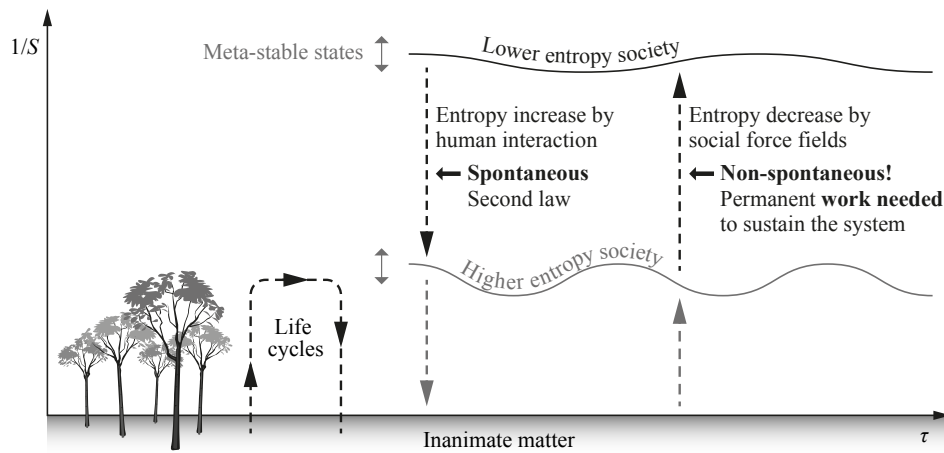 1/S
Meta-stable states
Lower entropy society
Entropy increase by
human interaction
Spontaneous
Second law
Entropy decrease by
social force fields
Non-spontaneous!
Permanent work needed
to sustain the system
Higher entropy society
Life
cycles
Inanimate matter
τ